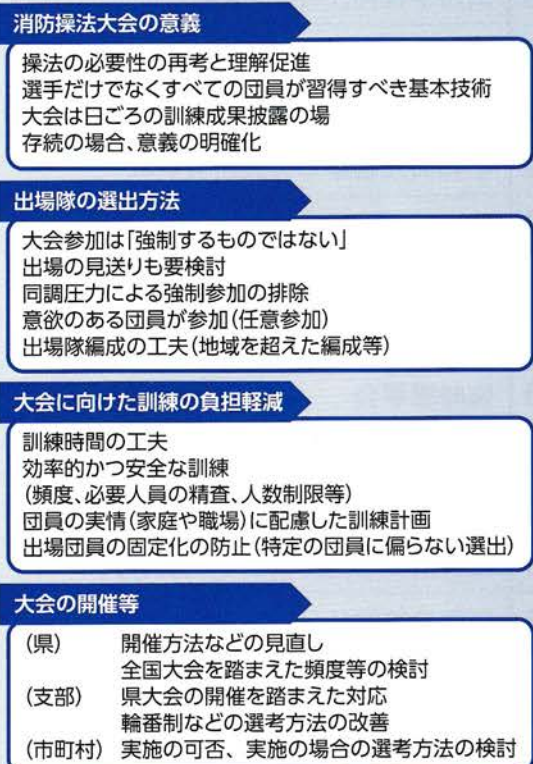 消防操法大会の意義
操法の必要性の再考と理解促進
選手だけでなくすべての団員が習得すべき基本技術
大会は日ごろの訓練成果披露の場
存続の場合、意義の明確化
出場隊の選出方法
大会参加は「強制するものではない」
出場の見送りも要検討
同調圧力による強制参加の排除
意欲のある団員が参加(任意参加)
出場隊編成の工夫(地域を超えた編成等)
大会に向けた訓練の負担軽減
訓練時間の工夫
効率的かつ安全な訓練
(頻度、必要人員の精査、人数制限等)
団員の実情(家庭や職場)に配慮した訓練計画
出場団員の固定化の防止(特定の団員に偏らない選出)
大会の開催等
(県) 開催方法などの見直し
全国大会を踏まえた頻度等の検討
(支部) 県大会の開催を踏まえた対応
輪番制などの選考方法の改善
(市町村) 実施の可否、実施の場合の選考方法の検討